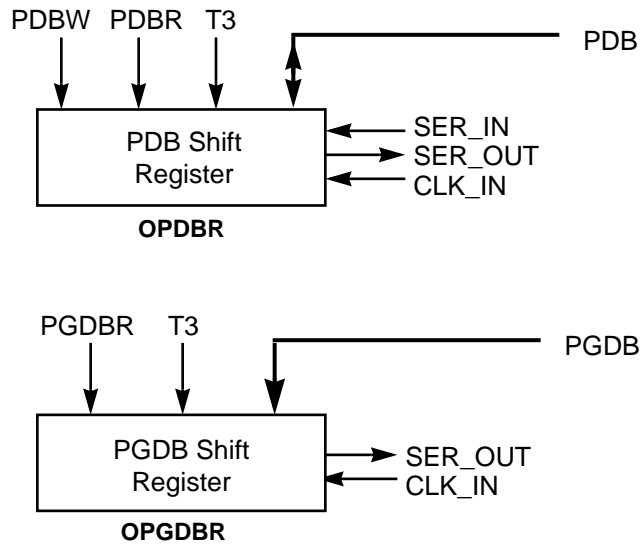 PDBW PDBR T3
PDB
PDB Shift
Register
SER_IN
SER_OUT
CLK_IN
OPDBR
PGDBR T3
PGDB
PGDB Shift
Register
SER_OUT
CLK_IN
OPGDBR